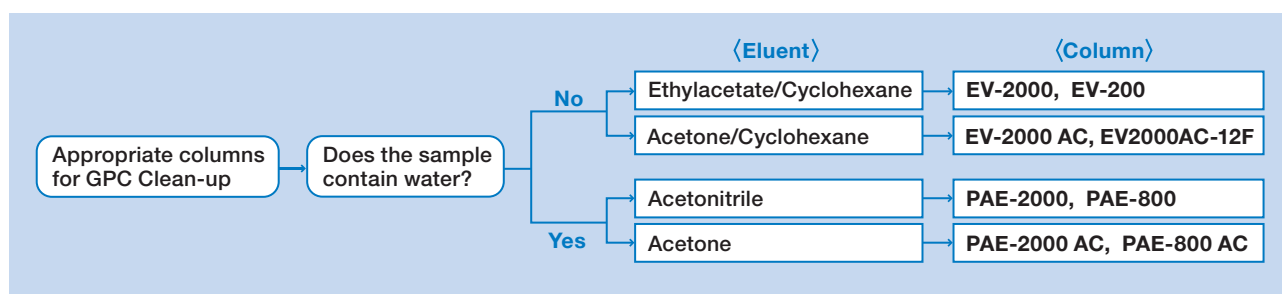 〈Eluent〉 〈Column〉
No
Ethylacetate/Cyclohexane
EV-2000, EV-200
Acetone/Cyclohexane
EV-2000 AC, EV2000AC-12F
Appropriate columns
for GPC Clean-up
Does the sample
contain water?
Yes
Acetonitrile
PAE-2000, PAE-800
Acetone
PAE-2000 AC, PAE-800 AC